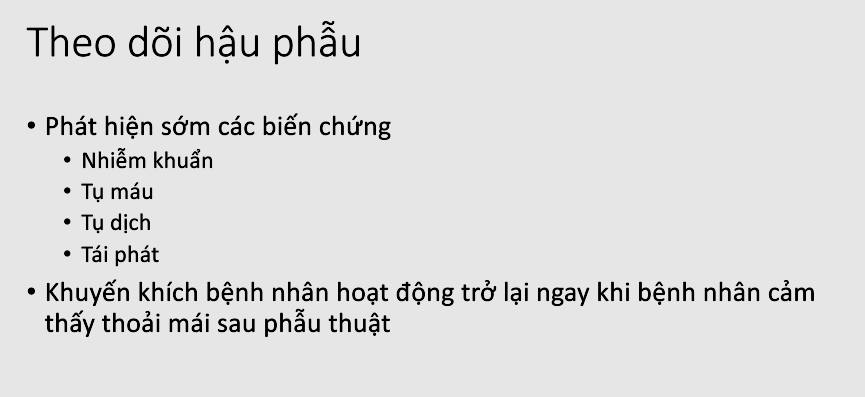 Theo dõi hậu phẫu
• Phát hiện sớm các biến chứng
• Nhiễm khuẩn
• Tụ máu
• Tụ dịch
• Tái phát
• Khuyến khích bệnh nhân hoạt động trở lại ngay khi bệnh nhân cảm
thấy thoải mái sau phẫu thuật